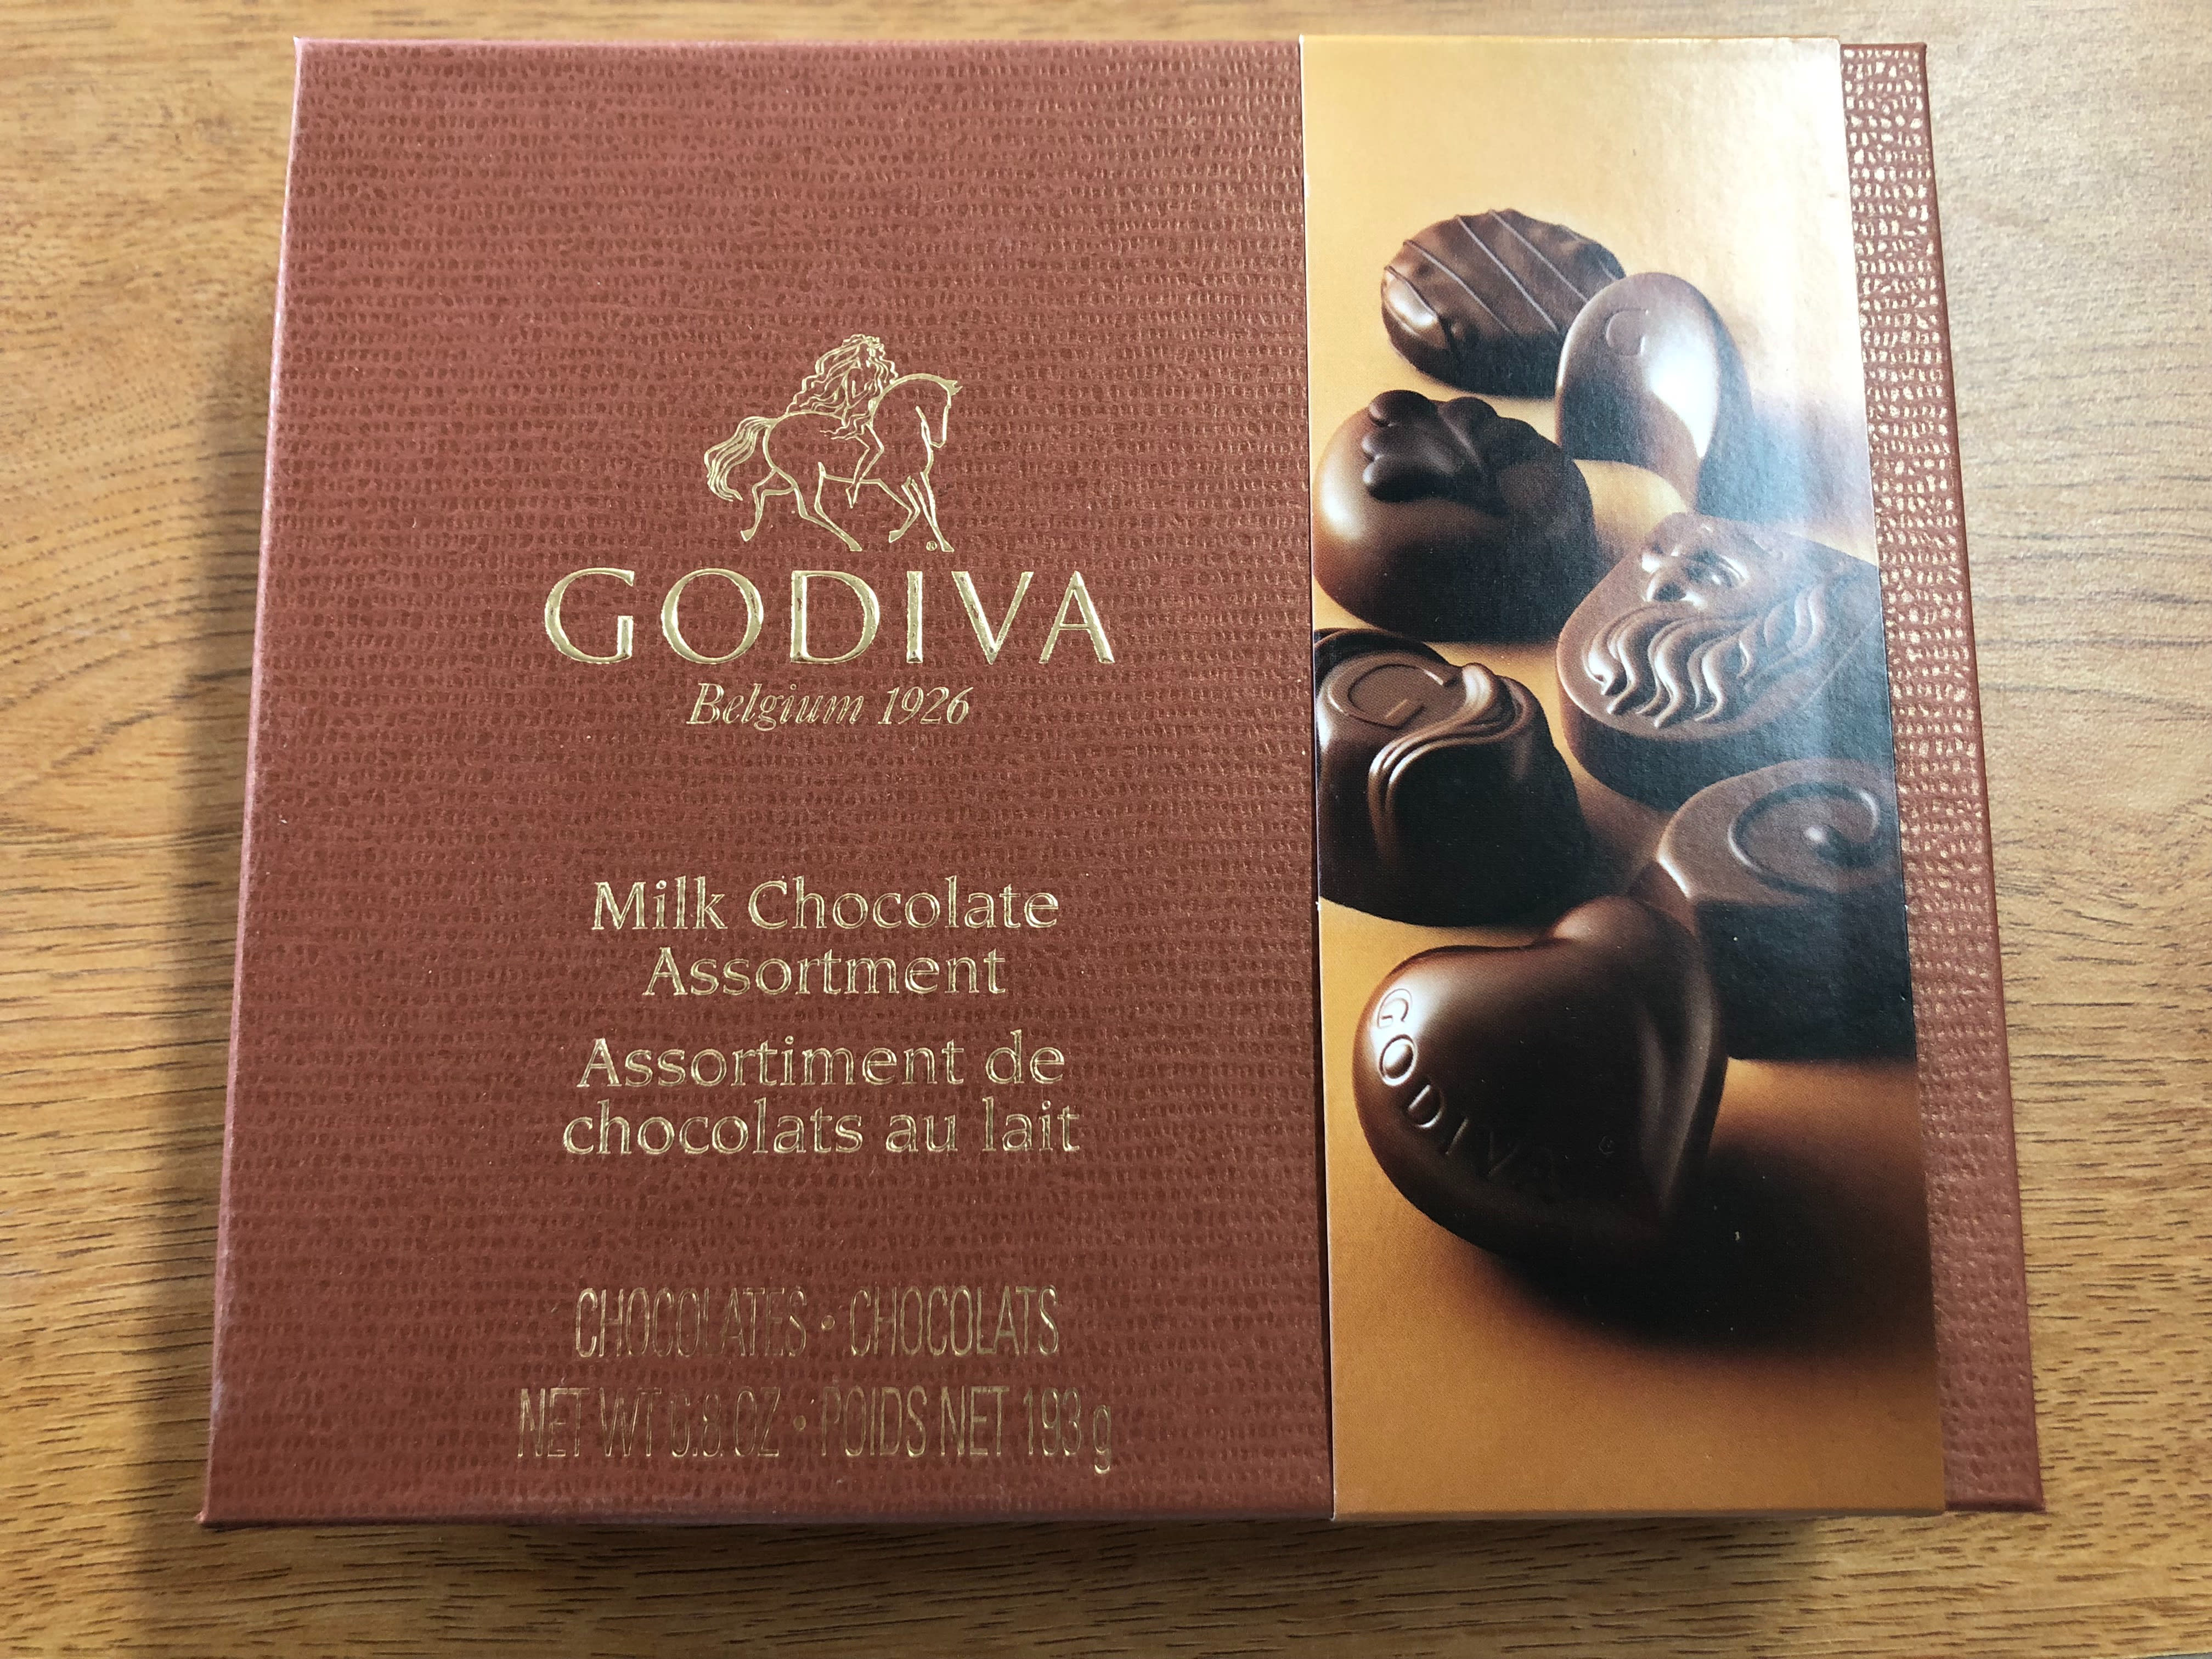 GODIVA
Belgium 1926
Milk Chocolate
Assortment
Assortiment de
chocolats au lait
CHOCOLATES • CHOCOLATS
NET WT 6.8 OZ • POIDS NET 193 g
G
G
GODIVA